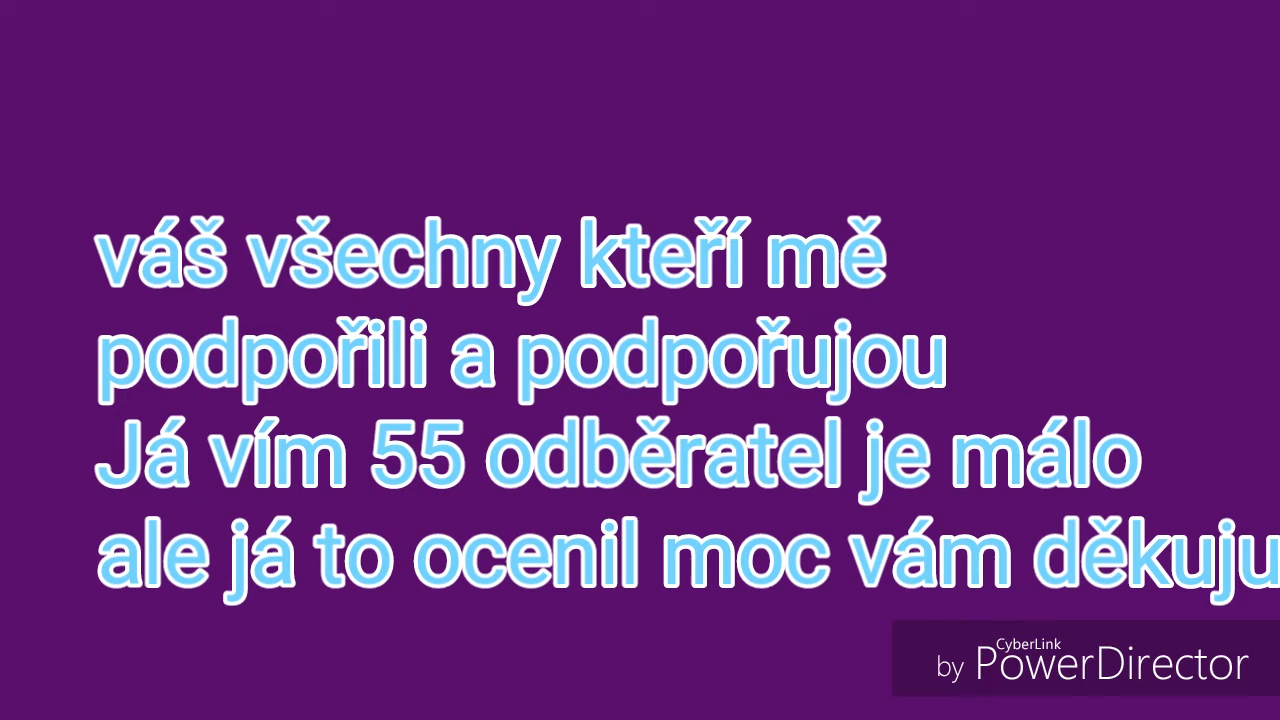 váš všechny kteří mě
podpořili a podpořujou
Já vím 55 odběratel je málo
ale já to ocenil moc vám děkuju
by CyberLink PowerDirector